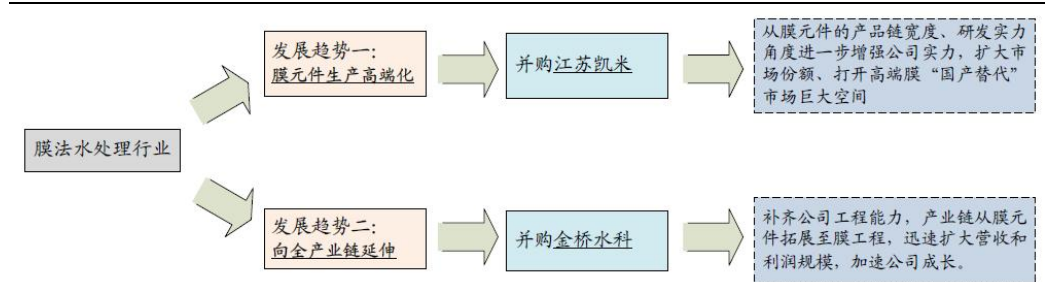 膜法水处理行业
发展趋势一：
膜元件生产高端化
并购江苏凯米
从膜元件的产品链宽度、研发实力
角度进一步增强公司实力，扩大市
场份额、打开高端膜“国产替代”
市场巨大空间
发展趋势二：
向全产业链延伸
并购金桥水科
补齐公司工程能力，产业链从膜元
件拓展至膜工程，迅速扩大营收和
利润规模，加速公司成长。